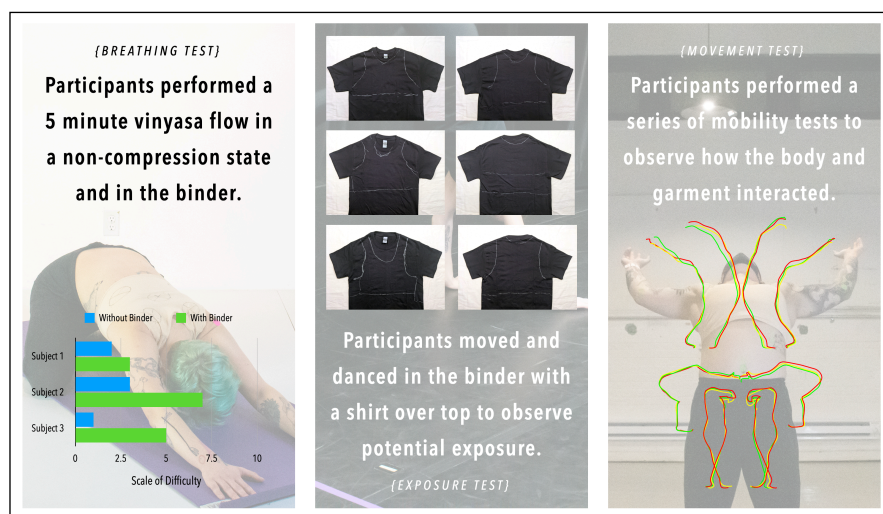 {BREATHING TEST}
Participants performed a
5 minute vinyasa flow in
a non-compression state
and in the binder.
Without Binder
With Binder
Subject 1
Subject 2
Subject 3
0
2.5
5
7.5
10
Scale of Difficulty
Participants moved and
danced in the binder with
a shirt over top to observe
potential exposure.
{EXPOSURE TEST}
{MOVEMENT TEST}
Participants performed a
series of mobility tests to
observe how the body and
garment interacted.